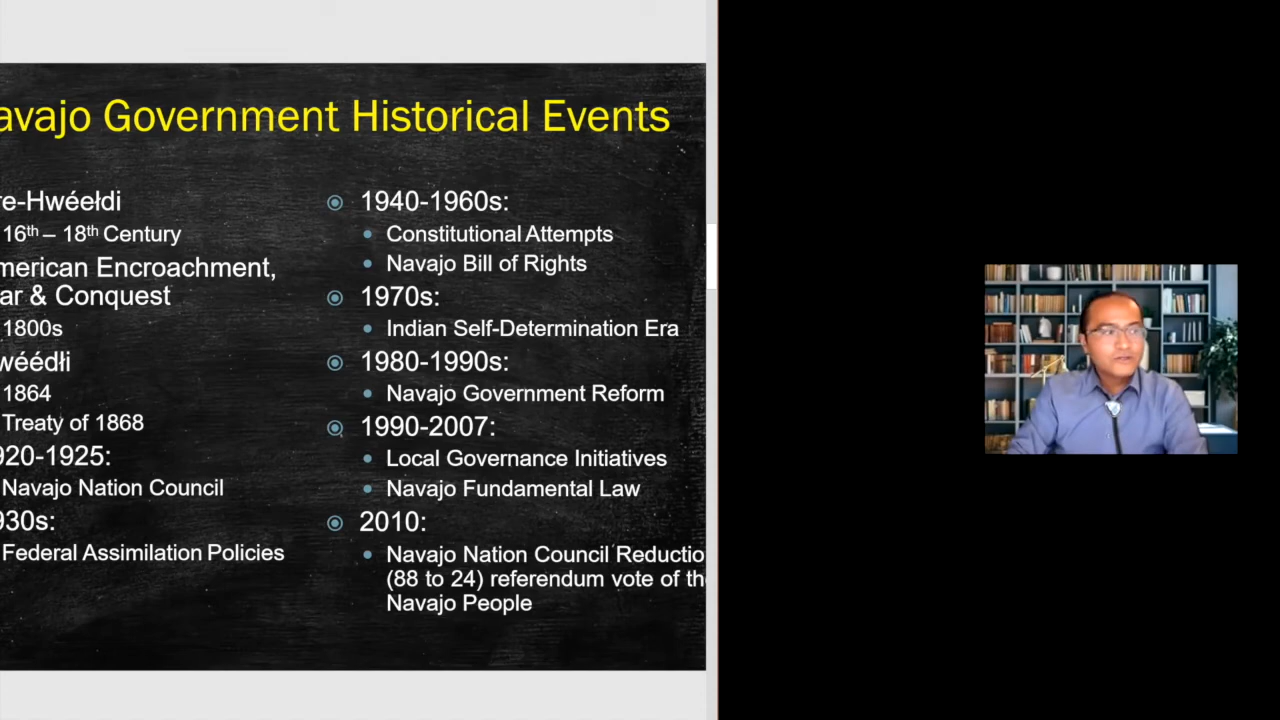 avajo Government Historical Events
re-Hwéełdi
16th – 18th Century
merican Encroachment,
ar & Conquest
1800s
wéédłi
1864
Treaty of 1868
920-1925:
Navajo Nation Council
930s:
Federal Assimilation Policies
1940-1960s:
Constitutional Attempts
Navajo Bill of Rights
1970s:
Indian Self-Determination Era
1980-1990s:
Navajo Government Reform
1990-2007:
Local Governance Initiatives
Navajo Fundamental Law
2010:
Navajo Nation Council Reductio
(88 to 24) referendum vote of th
Navajo People